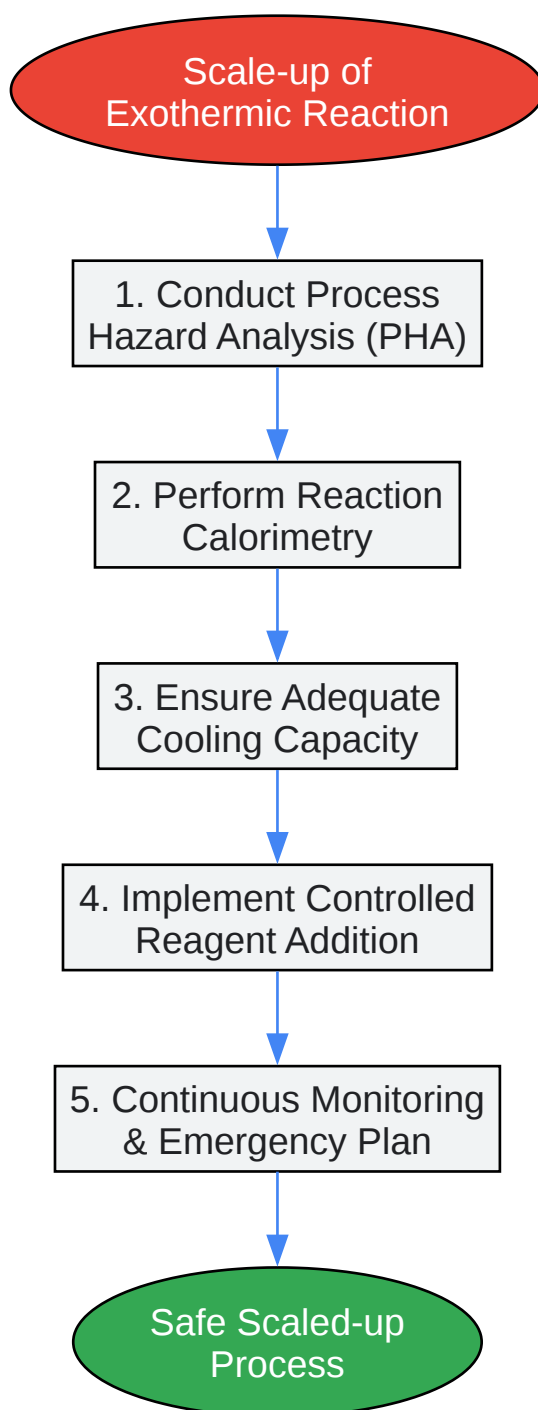 Scale-up of
Exothermic Reaction
1. Conduct Process
Hazard Analysis (PHA)
2. Perform Reaction
Calorimetry
3. Ensure Adequate
Cooling Capacity
4. Implement Controlled
Reagent Addition
5. Continuous Monitoring
& Emergency Plan
Safe Scaled-up
Process